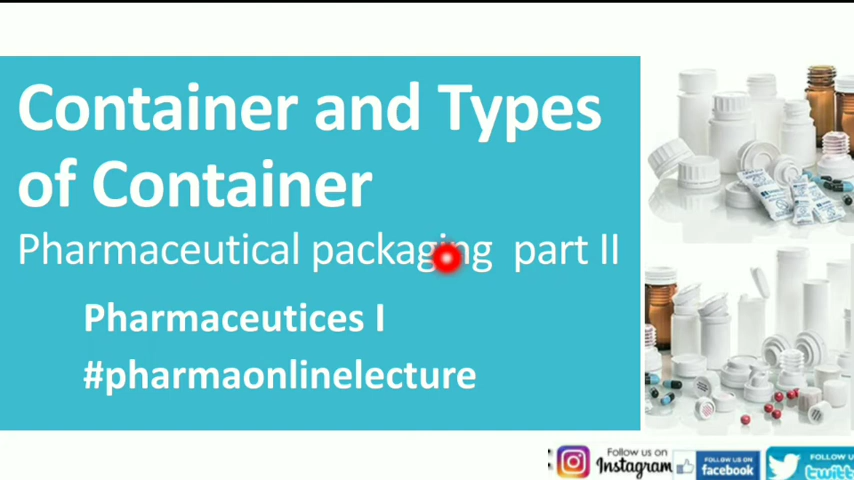 Container and Types
of Container
Pharmaceutical packaging part II
Pharmaceutices I
#pharmaonlinelecture
Follow us on
Instagram
FOLLOW US ON
facebook
FOLLOW U
twitt